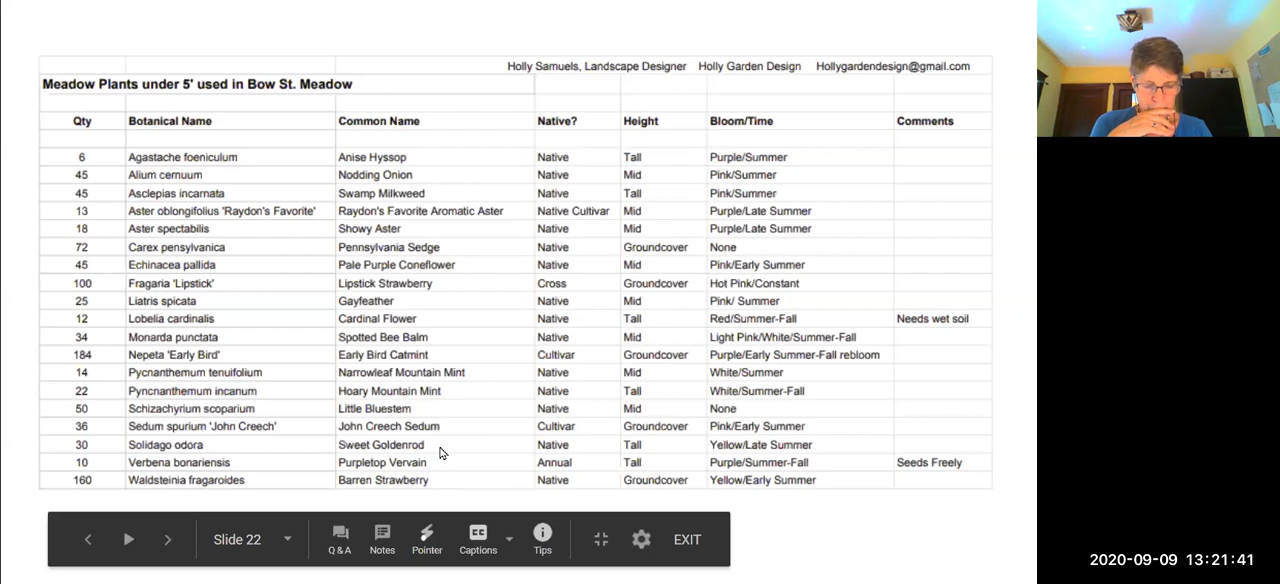 Holly Samuels, Landscape Designer Holly Garden Design Hollygardendesign@gmail.com
Meadow Plants under 5' used in Bow St. Meadow
Qty Botanical Name Common Name Native? Height Bloom/Time Comments
6 Agastache foeniculum Anise Hyssop Native Tall Purple/Summer
45 Alium cernuum Nodding Onion Native Mid Pink/Summer
45 Asclepias incarnata Swamp Milkweed Native Tall Pink/Summer
13 Aster oblongifolius 'Raydon's Favorite' Raydon's Favorite Aromatic Aster Native Cultivar Mid Purple/Late Summer
18 Aster spectabilis Showy Aster Native Mid Purple/Late Summer
72 Carex pensylvanica Pennsylvania Sedge Native Groundcover None
45 Echinacea pallida Pale Purple Coneflower Native Mid Pink/Early Summer
100 Fragaria 'Lipstick' Lipstick Strawberry Cross Groundcover Hot Pink/Constant
25 Liatris spicata Gayfeather Native Mid Pink/ Summer
12 Lobelia cardinalis Cardinal Flower Native Tall Red/Summer-Fall Needs wet soil
34 Monarda punctata Spotted Bee Balm Native Mid Light Pink/White/Summer-Fall
184 Nepeta 'Early Bird' Early Bird Catmint Cultivar Groundcover Purple/Early Summer-Fall rebloom
14 Pycnanthemum tenuifolium Narrowleaf Mountain Mint Native Mid White/Summer
22 Pyncnanthemum incanum Hoary Mountain Mint Native Tall White/Summer-Fall
50 Schizachyrium scoparium Little Bluestem Native Mid None
36 Sedum spurium 'John Creech' John Creech Sedum Cultivar Groundcover Pink/Early Summer
30 Solidago odora Sweet Goldenrod Native Tall Yellow/Late Summer
10 Verbena bonariensis Purpletop Vervain Annual Tall Purple/Summer-Fall Seeds Freely
160 Waldsteinia fragaroides Barren Strawberry Native Groundcover Yellow/Early Summer
Slide 22 Q & A Notes Pointer CC Captions Tips EXIT
2020-09-09 13:21:41